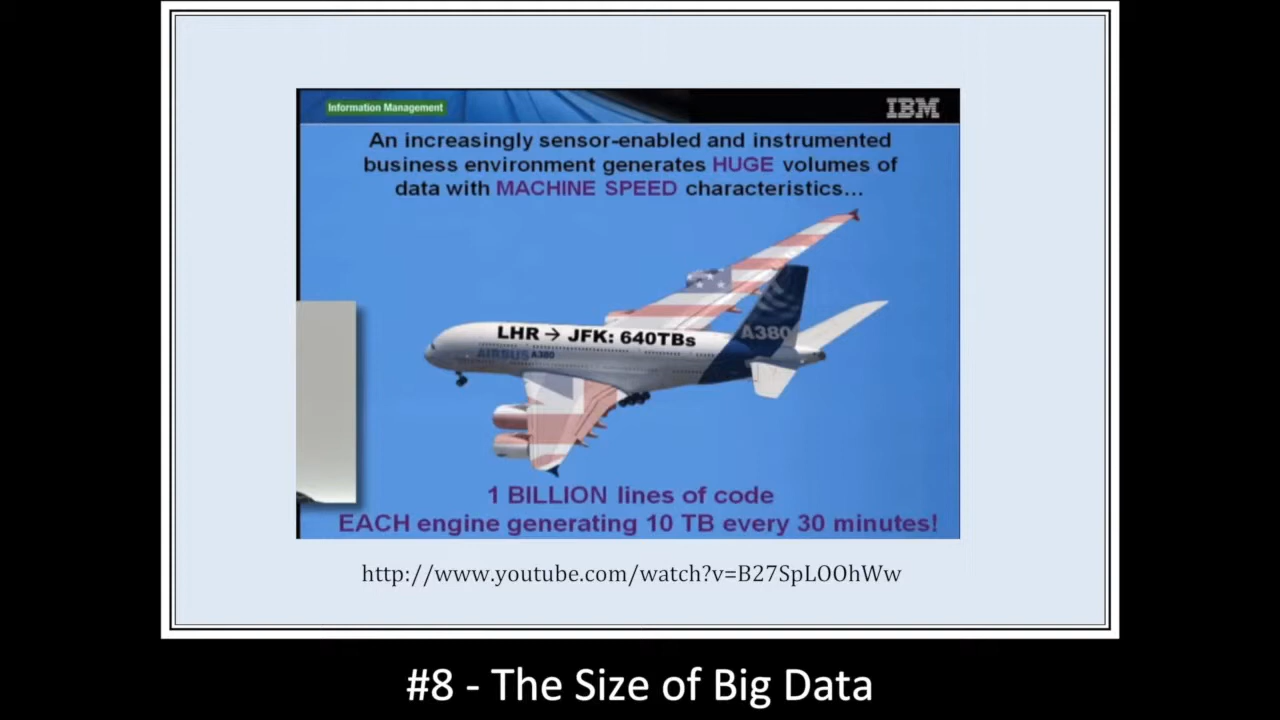 Information Management
IBM
An increasingly sensor-enabled and instrumented
business environment generates HUGE volumes of
data with MACHINE SPEED characteristics...
LHR → JFK: 640TBs
A380
AIRBUS A380
1 BILLION lines of code
EACH engine generating 10 TB every 30 minutes!
http://www.youtube.com/watch?v=B27SpLOOhWw
#8 - The Size of Big Data